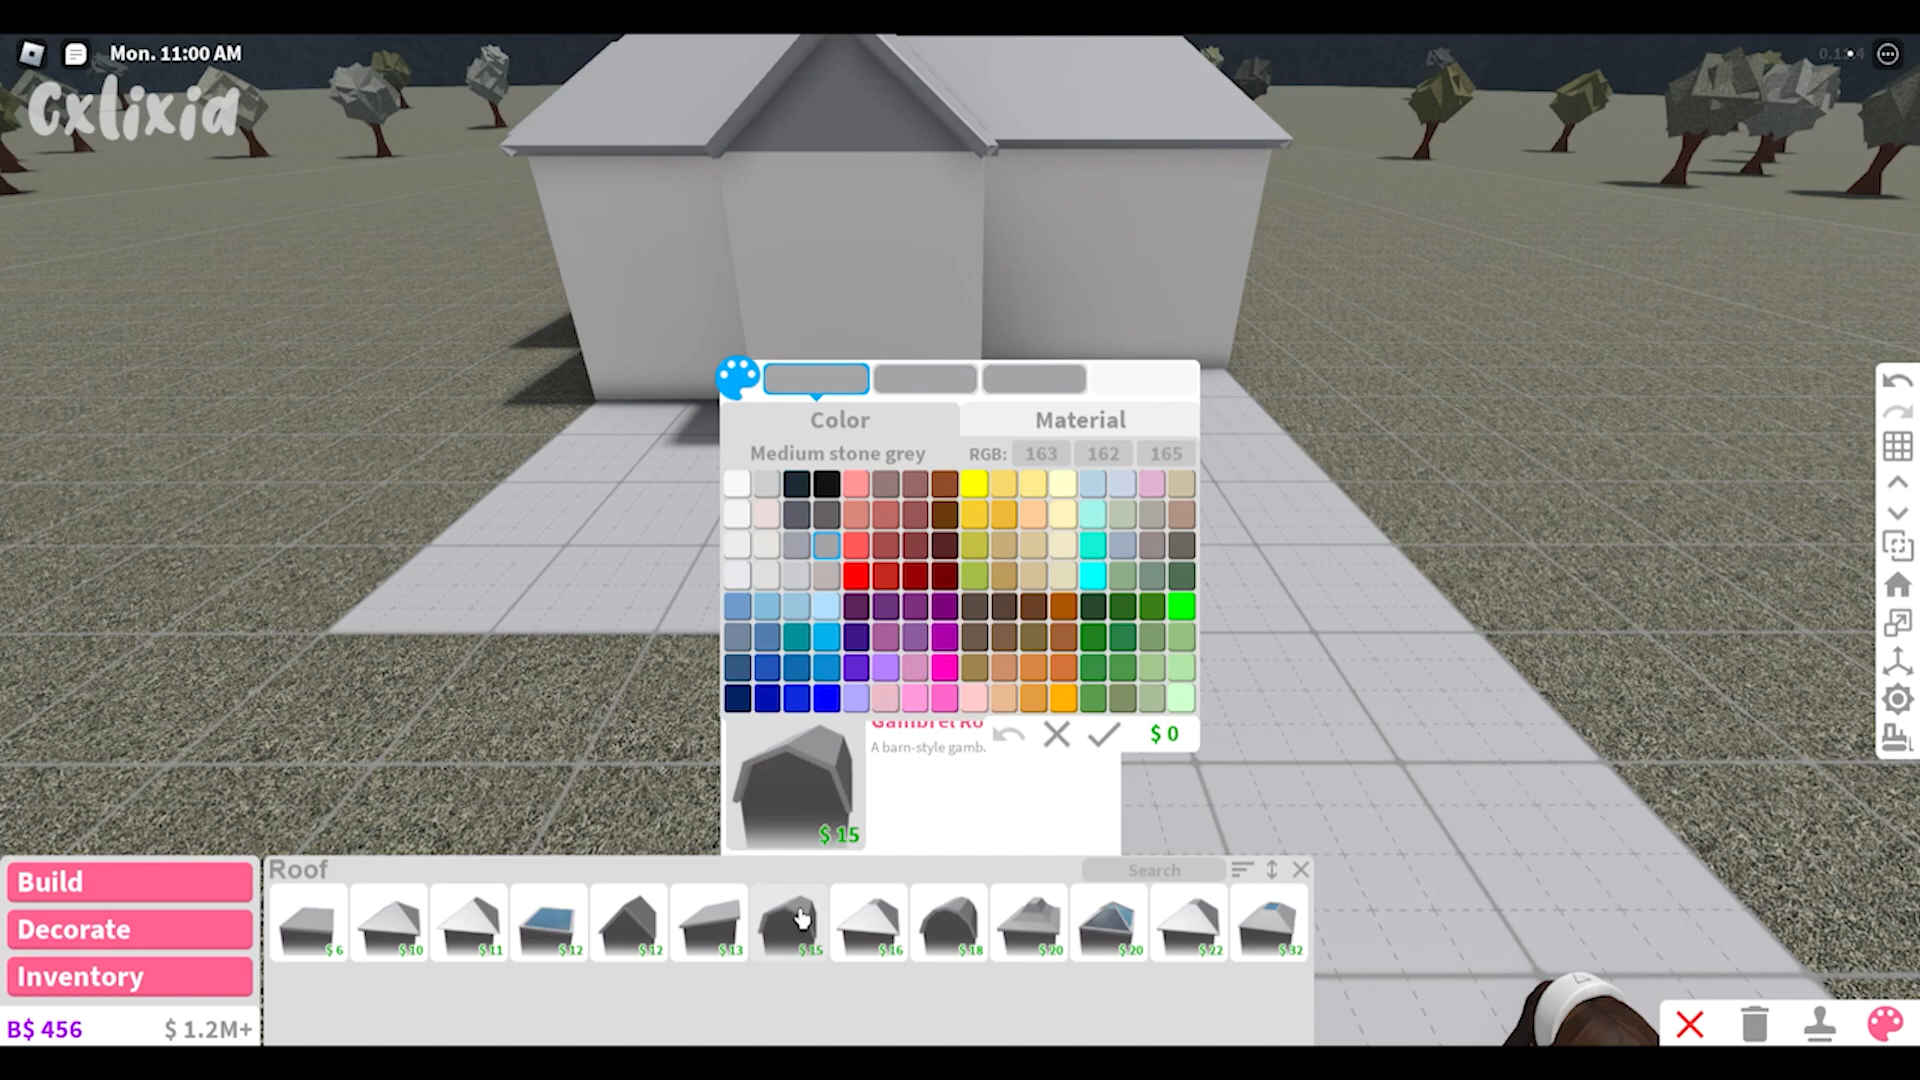 Mon. 11:00 AM
Cxlixia
Color
Material
Medium stone grey
RGB: 163 162 165
Gambrel Ro
A barn-style gamb.
$ 0
$ 15
Build
Decorate
Inventory
B$ 456
$ 1.2M+
Roof
Search
$ 6
$ 10
$ 11
$ 12
$ 12
$ 13
$ 15
$ 16
$ 18
$ 20
$ 20
$ 22
$ 32